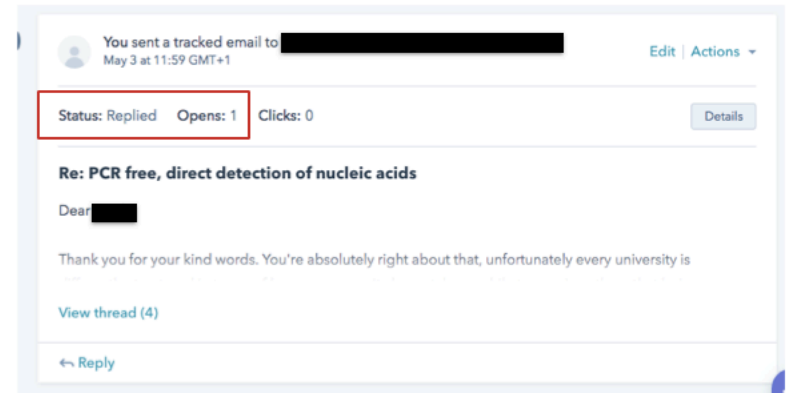 You sent a tracked email to
May 3 at 11:59 GMT+1
Edit | Actions
Status: Replied Opens: 1 Clicks: 0
Details
Re: PCR free, direct detection of nucleic acids
Dear
Thank you for your kind words. You're absolutely right about that, unfortunately every university is
View thread (4)
Reply